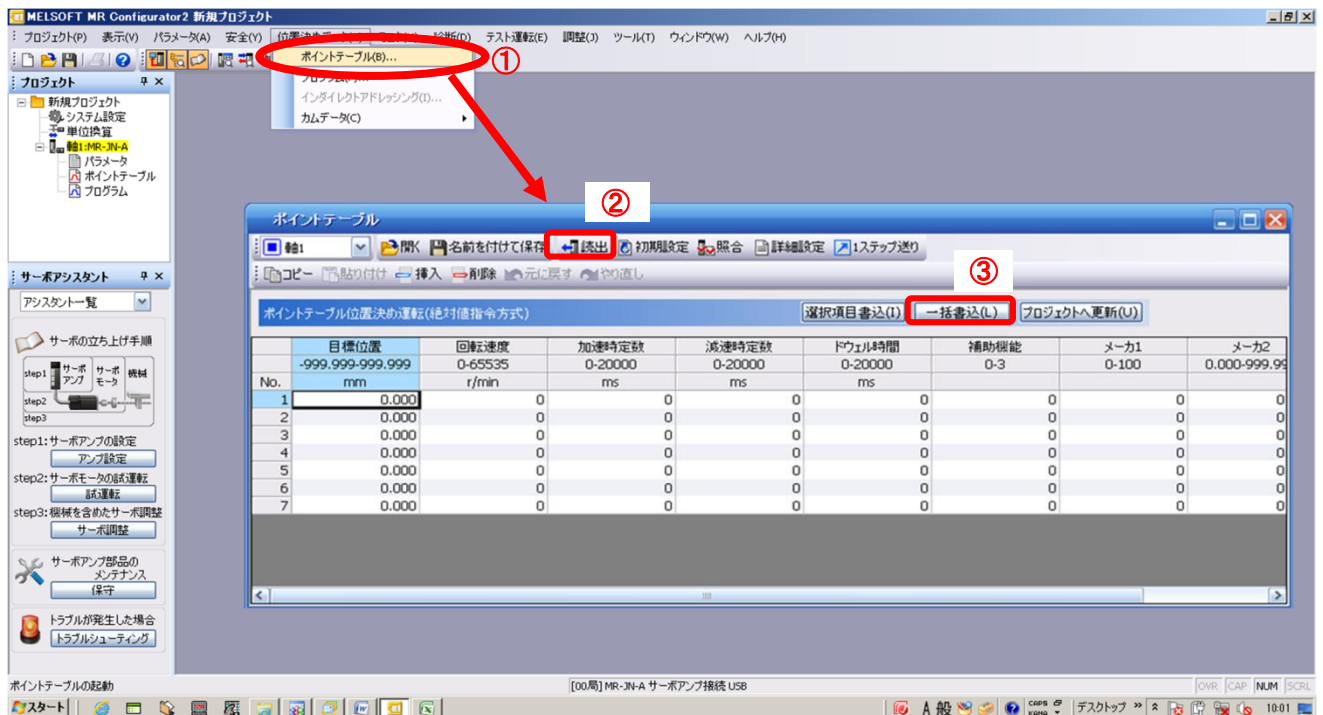 MELSOFT MR Configurator2 新規プロジェクト
プロジェクト(P) 表示(V) パラメータ(A) 安全(Y) 診断(D) テスト運転(E) 調整(J) ツール(T) ウィンドウ(W) ヘルプ(H)
ポイントテーブル(B)...
①
インダイレクトアドレッシング(I)...
カムデータ(C)
プロジェクト
新規プロジェクト
システム設定
単位換算
軸1:MR-JN-A
パラメータ
ポイントテーブル
プログラム
②
ポイントテーブル
軸1 開く 名前を付けて保存 読出 初期設定 照合 詳細設定 1ステップ送り
コピー 貼り付け 挿入 削除 元に戻す やり直し
③
ポイントテーブル位置決め運転(絶対値指令方式) 選択項目書込(I) 一括書込(L) プロジェクトへ更新(U)
目標位置 回転速度 加速時定数 減速時定数 ドウェル時間 補助機能 メーカ1 メーカ2
-999.999-999.999 0-65535 0-20000 0-20000 0-20000 0-3 0-100 0.000-999.99
No. mm r/min ms ms ms
1 0.000 0 0 0 0 0 0 0
2 0.000 0 0 0 0 0 0 0
3 0.000 0 0 0 0 0 0 0
4 0.000 0 0 0 0 0 0 0
5 0.000 0 0 0 0 0 0 0
6 0.000 0 0 0 0 0 0 0
7 0.000 0 0 0 0 0 0 0
サーボアシスタント
アシスタント一覧
サーボの立ち上げ手順
step1 サーボアンプ サーボモータ 機械
step2
step3
step1:サーボアンプの設定
アンプ設定
step2:サーボモータの試運転
試運転
step3:機械を含めたサーボ調整
サーボ調整
サーボアンプ部品の
メンテナンス
保守
トラブルが発生した場合
トラブルシューティング
ポイントテーブルの起動 [00局] MR-JN-A サーボアンプ接続 USB OVR CAP NUM SCRL
スタート A 般 CAPS KANA デスクトップ » 10:01